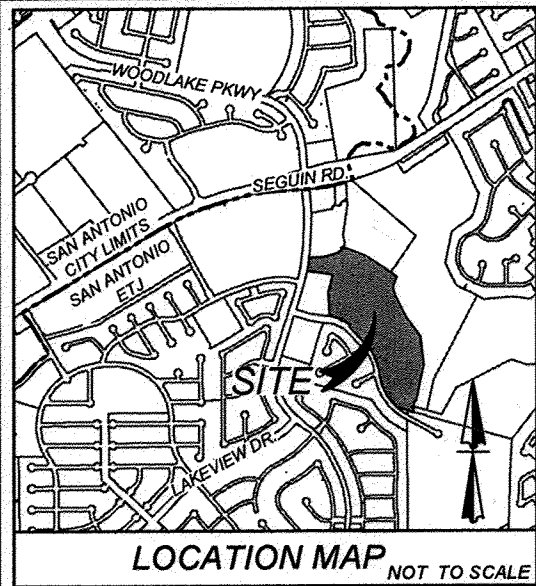 WOODLAKE PKWY
SEGUIN RD.
SAN ANTONIO
CITY LIMITS
SAN ANTONIO
ETJ
SITE
LAKEVIEW DR.
LOCATION MAP
NOT TO SCALE